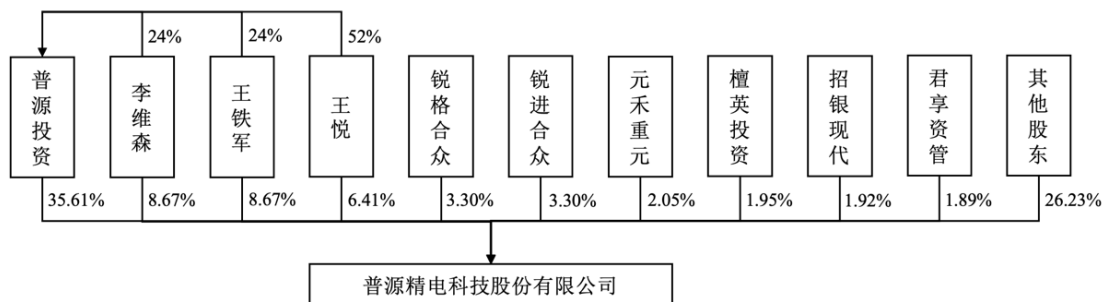 24%
24%
52%
普源投资
李维森
王铁军
王悦
锐格合众
锐进合众
元禾重元
檀英投资
招银现代
君享资管
其他股东
35.61%
8.67%
8.67%
6.41%
3.30%
3.30%
2.05%
1.95%
1.92%
1.89%
26.23%
普源精电科技股份有限公司